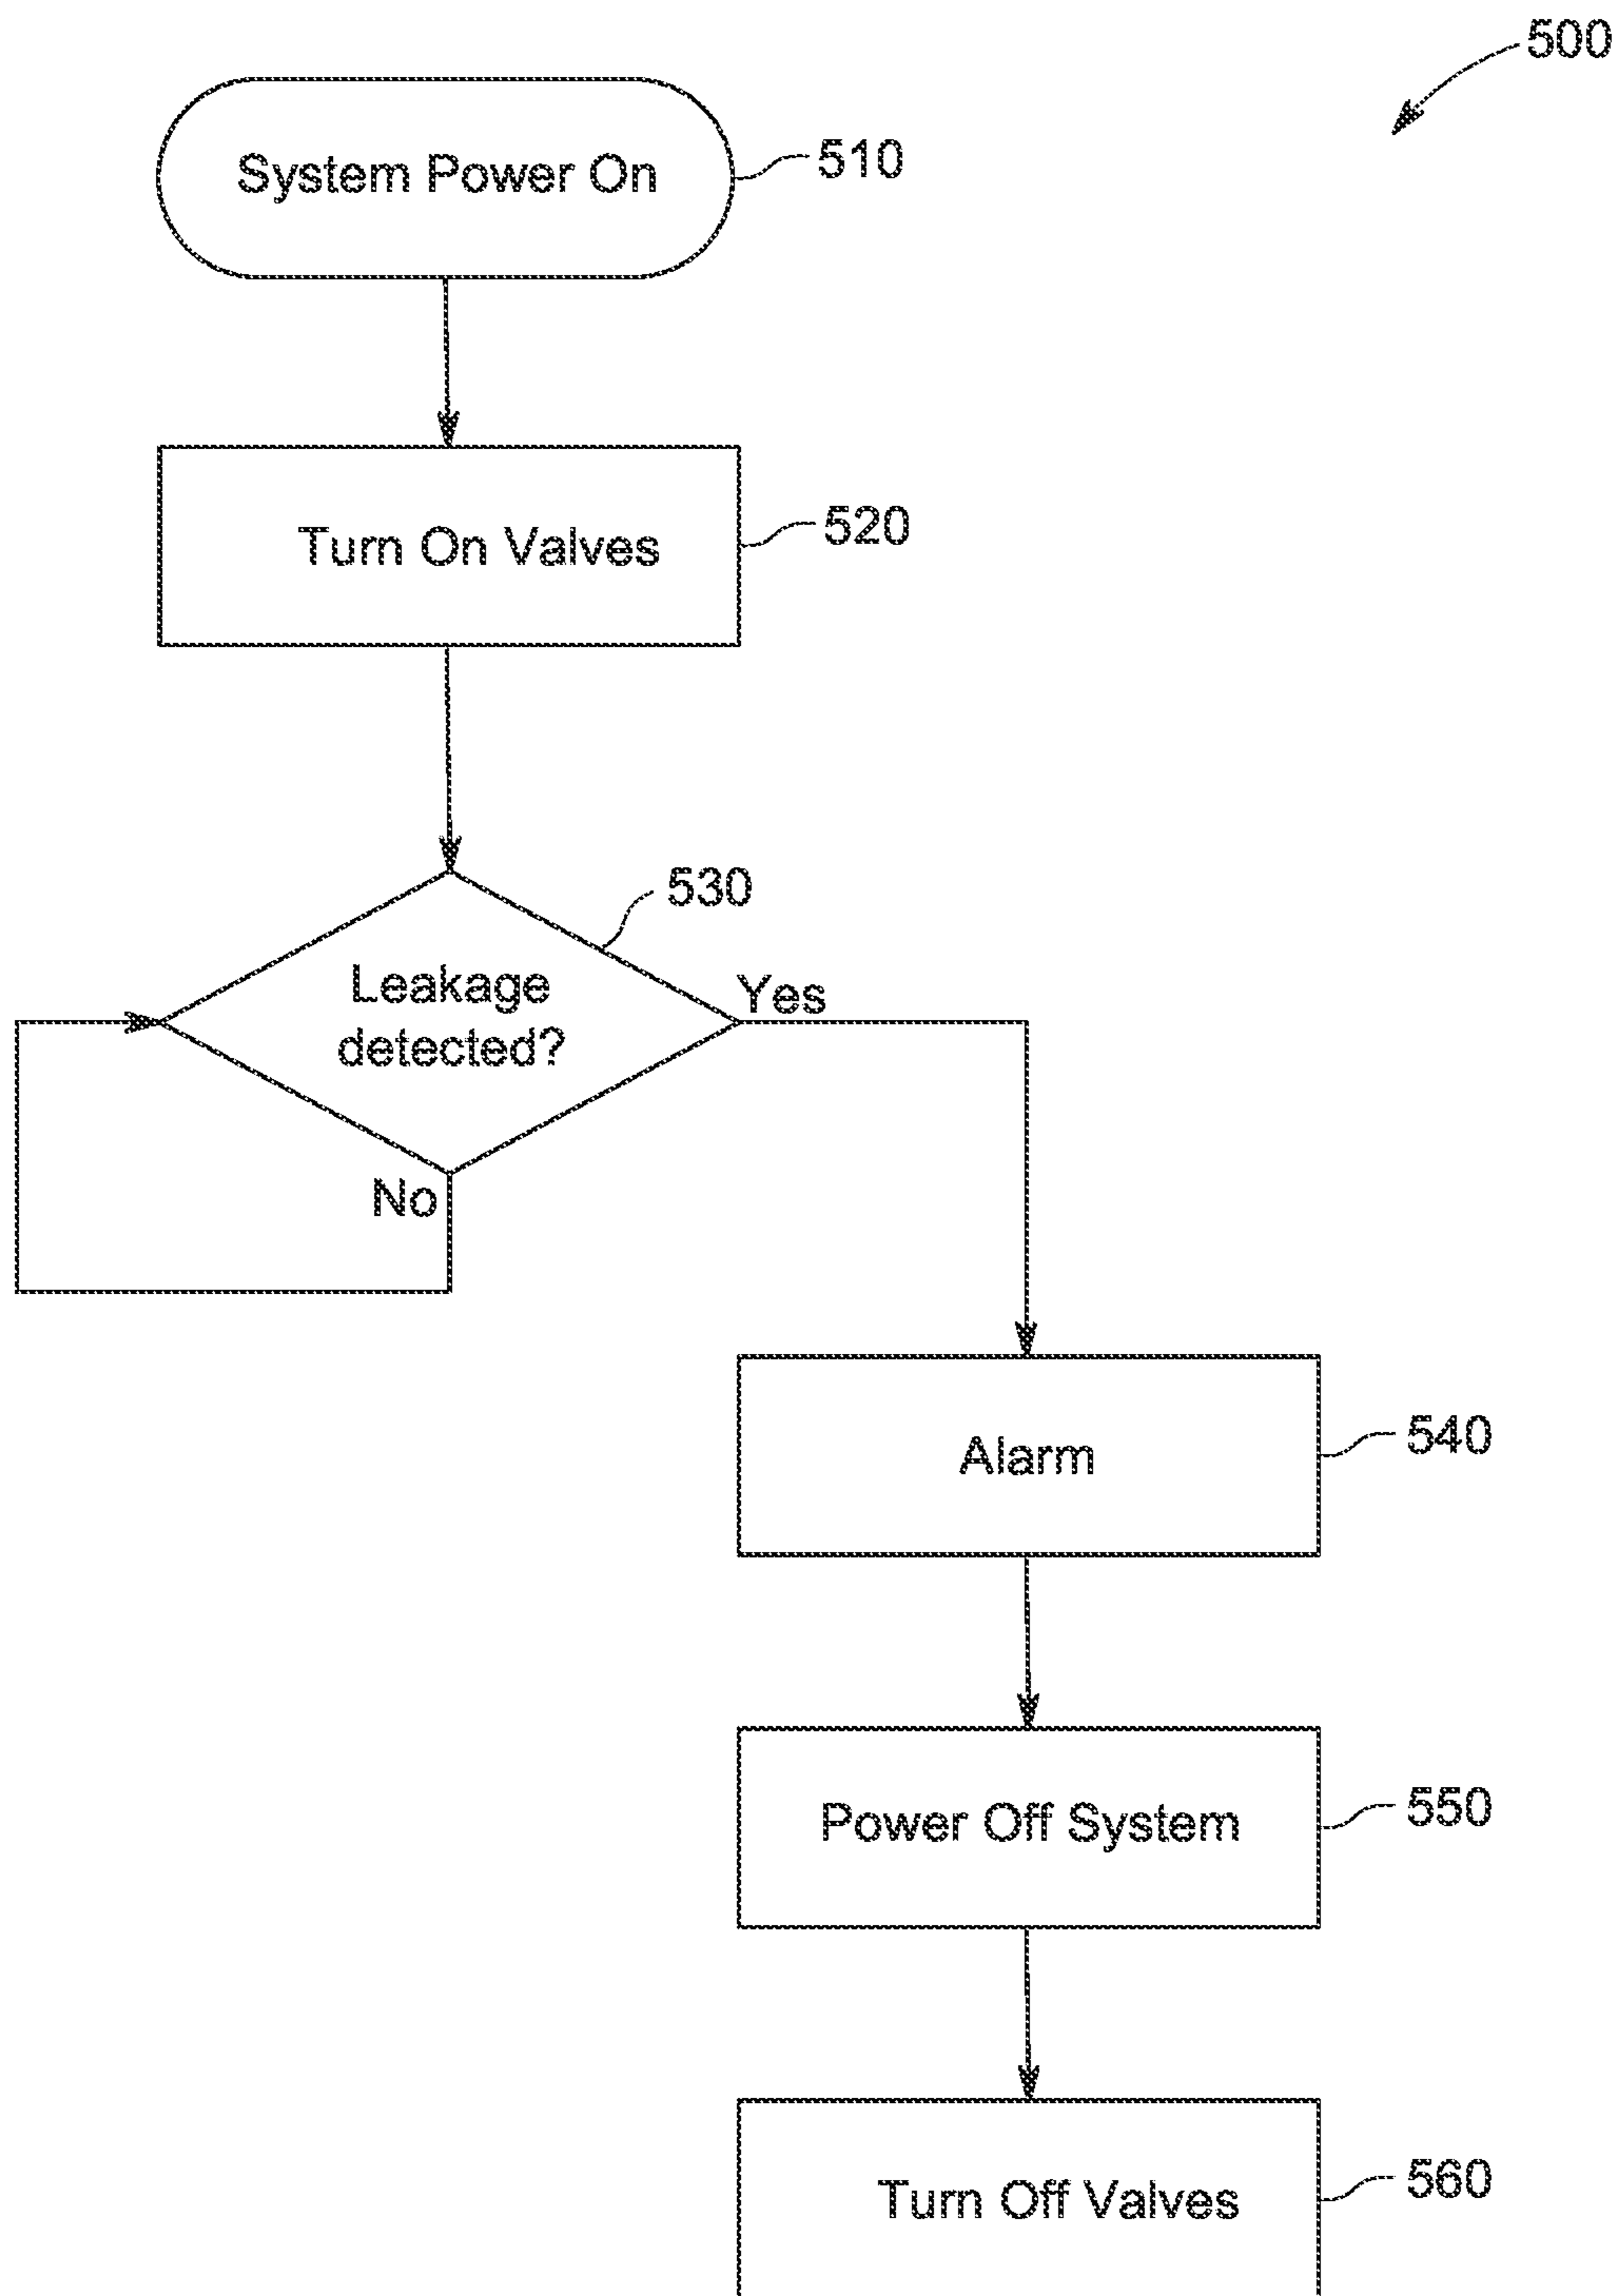 500
System Power On
510
Turn On Valves
520
530
Leakage
detected?
Yes
No
Alarm
540
Power Off System
550
Turn Off Valves
560